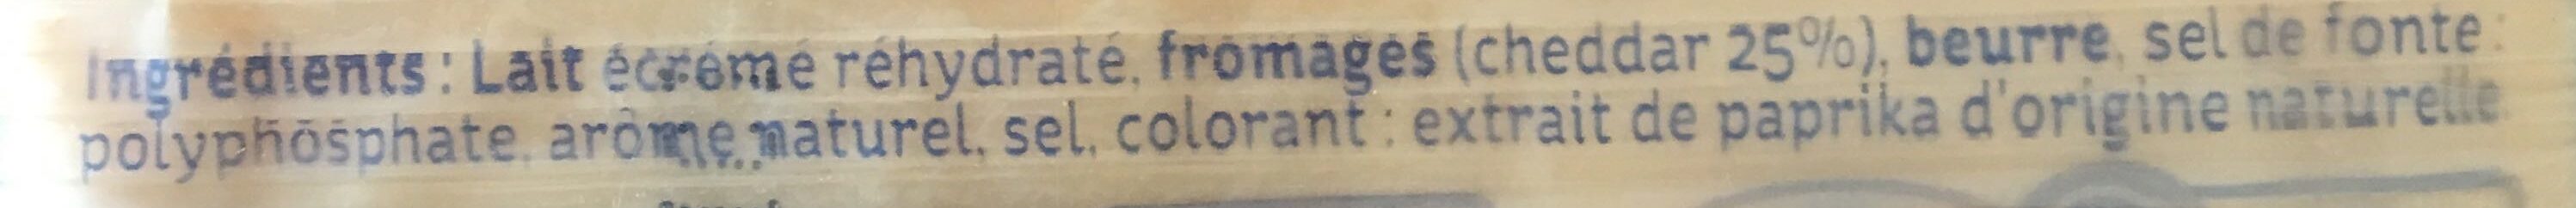 Ingrédients : Lait écrémé réhydraté, fromages (cheddar 25%), beurre, sel de fonte :
polyphosphate, arôme naturel, sel, colorant : extrait de paprika d'origine naturelle